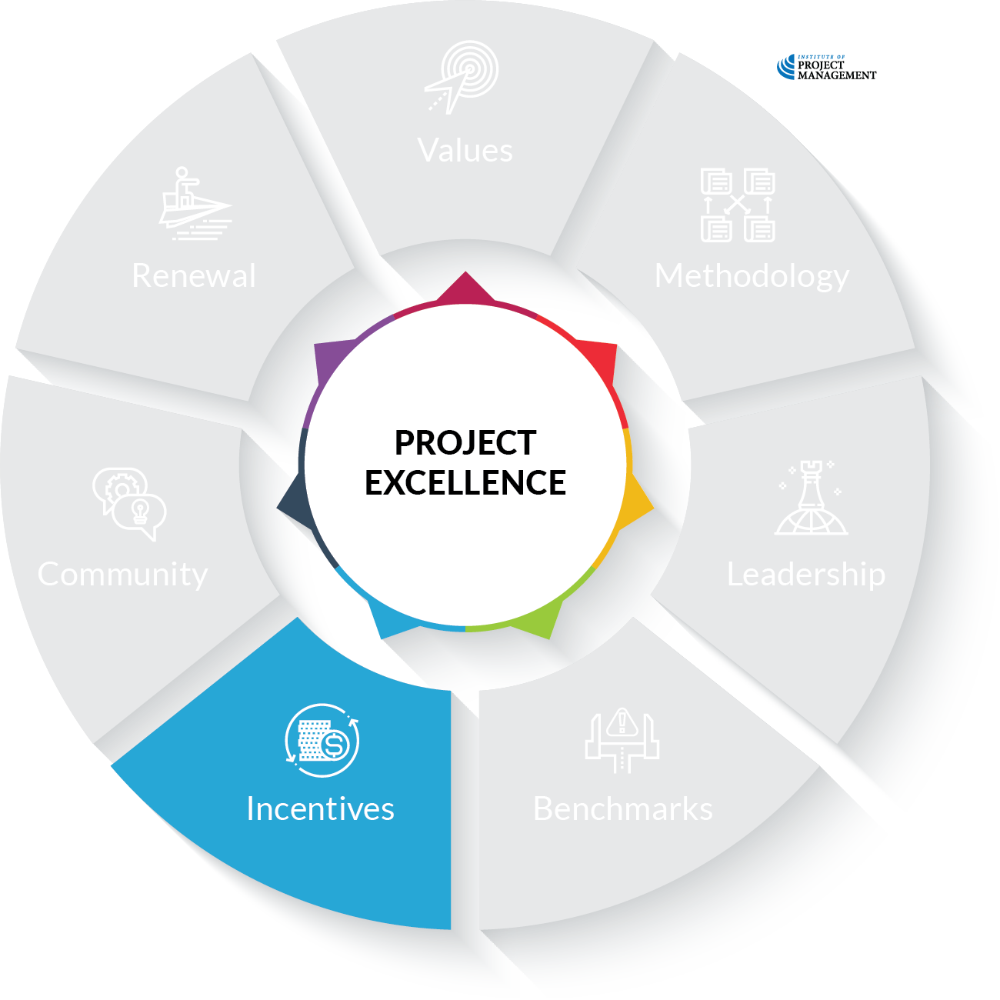 Values
INSTITUTE OF
PROJECT
MANAGEMENT
Renewal
Methodology
PROJECT
EXCELLENCE
Community
Leadership
Incentives
Benchmarks